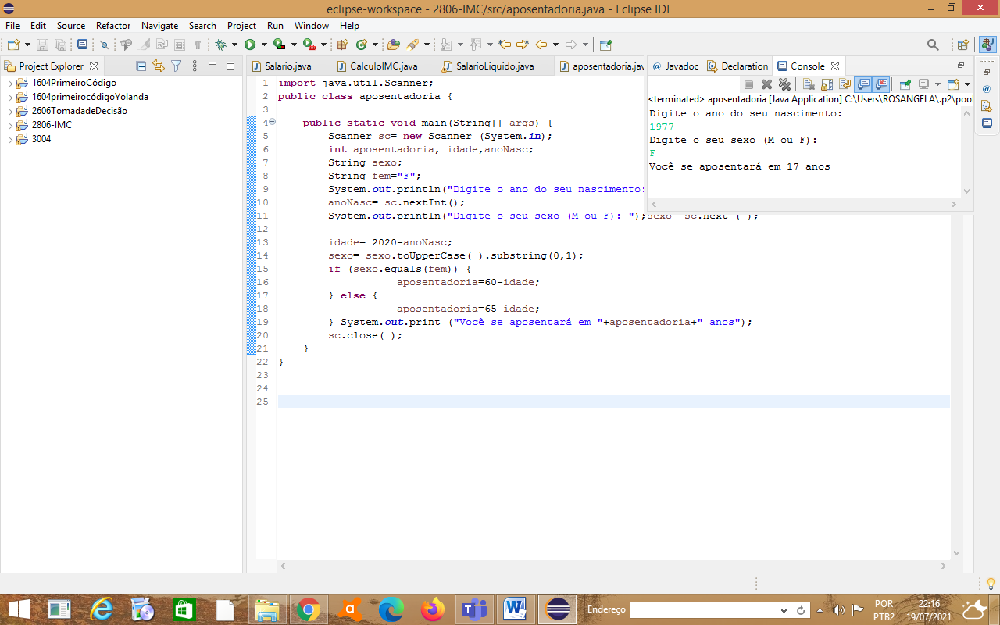 eclipse-workspace - 2806-IMC/src/aposentadoria.java - Eclipse IDE
File Edit Source Refactor Navigate Search Project Run Window Help
Project Explorer
1604PrimeiroCódigo
1604primeirocódigoYolanda
2606TomadadeDecisão
2806-IMC
3004
Salario.java CalculoIMC.java SalarioLiquido.java aposentadoria.jav
1 import java.util.Scanner;
2 public class aposentadoria {
3
4 public static void main(String[] args) {
5 Scanner sc= new Scanner (System.in);
6 int aposentadoria, idade,anoNasc;
7 String sexo;
8 String fem="F";
9 System.out.println("Digite o ano do seu nascimento:
10 anoNasc= sc.nextInt();
11 System.out.println("Digite o seu sexo (M ou F): ");sexo= sc.next ( );
12
13 idade= 2020-anoNasc;
14 sexo= sexo.toUpperCase( ).substring(0,1);
15 if (sexo.equals(fem)) {
16 aposentadoria=60-idade;
17 } else {
18 aposentadoria=65-idade;
19 } System.out.print ("Você se aposentará em "+aposentadoria+" anos");
20 sc.close( );
21 }
22 }
23
24
25
@ Javadoc Declaration Console
<terminated> aposentadoria [Java Application] C:\Users\ROSANGELA\.p2\pool
Digite o ano do seu nascimento:
1977
Digite o seu sexo (M ou F):
F
Você se aposentará em 17 anos
Endereço
POR
PTB2
22:16
19/07/2021